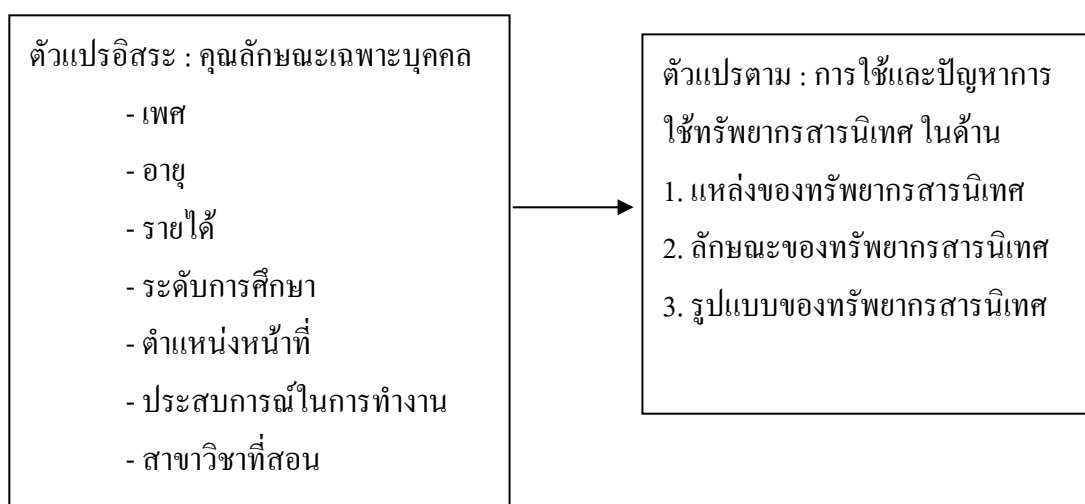 ตัวแปรอิสระ : คุณลักษณะเฉพาะบุคคล
- เพศ
- อายุ
- รายได้
- ระดับการศึกษา
- ตำแหน่งหน้าที่
- ประสบการณ์ในการทำงาน
- สาขาวิชาที่สอน
ตัวแปรตาม : การใช้และปัญหาการ
ใช้ทรัพยากรสารนิเทศ ในด้าน
1. แหล่งของทรัพยากรสารนิเทศ
2. ลักษณะของทรัพยากรสารนิเทศ
3. รูปแบบของทรัพยากรสารนิเทศ